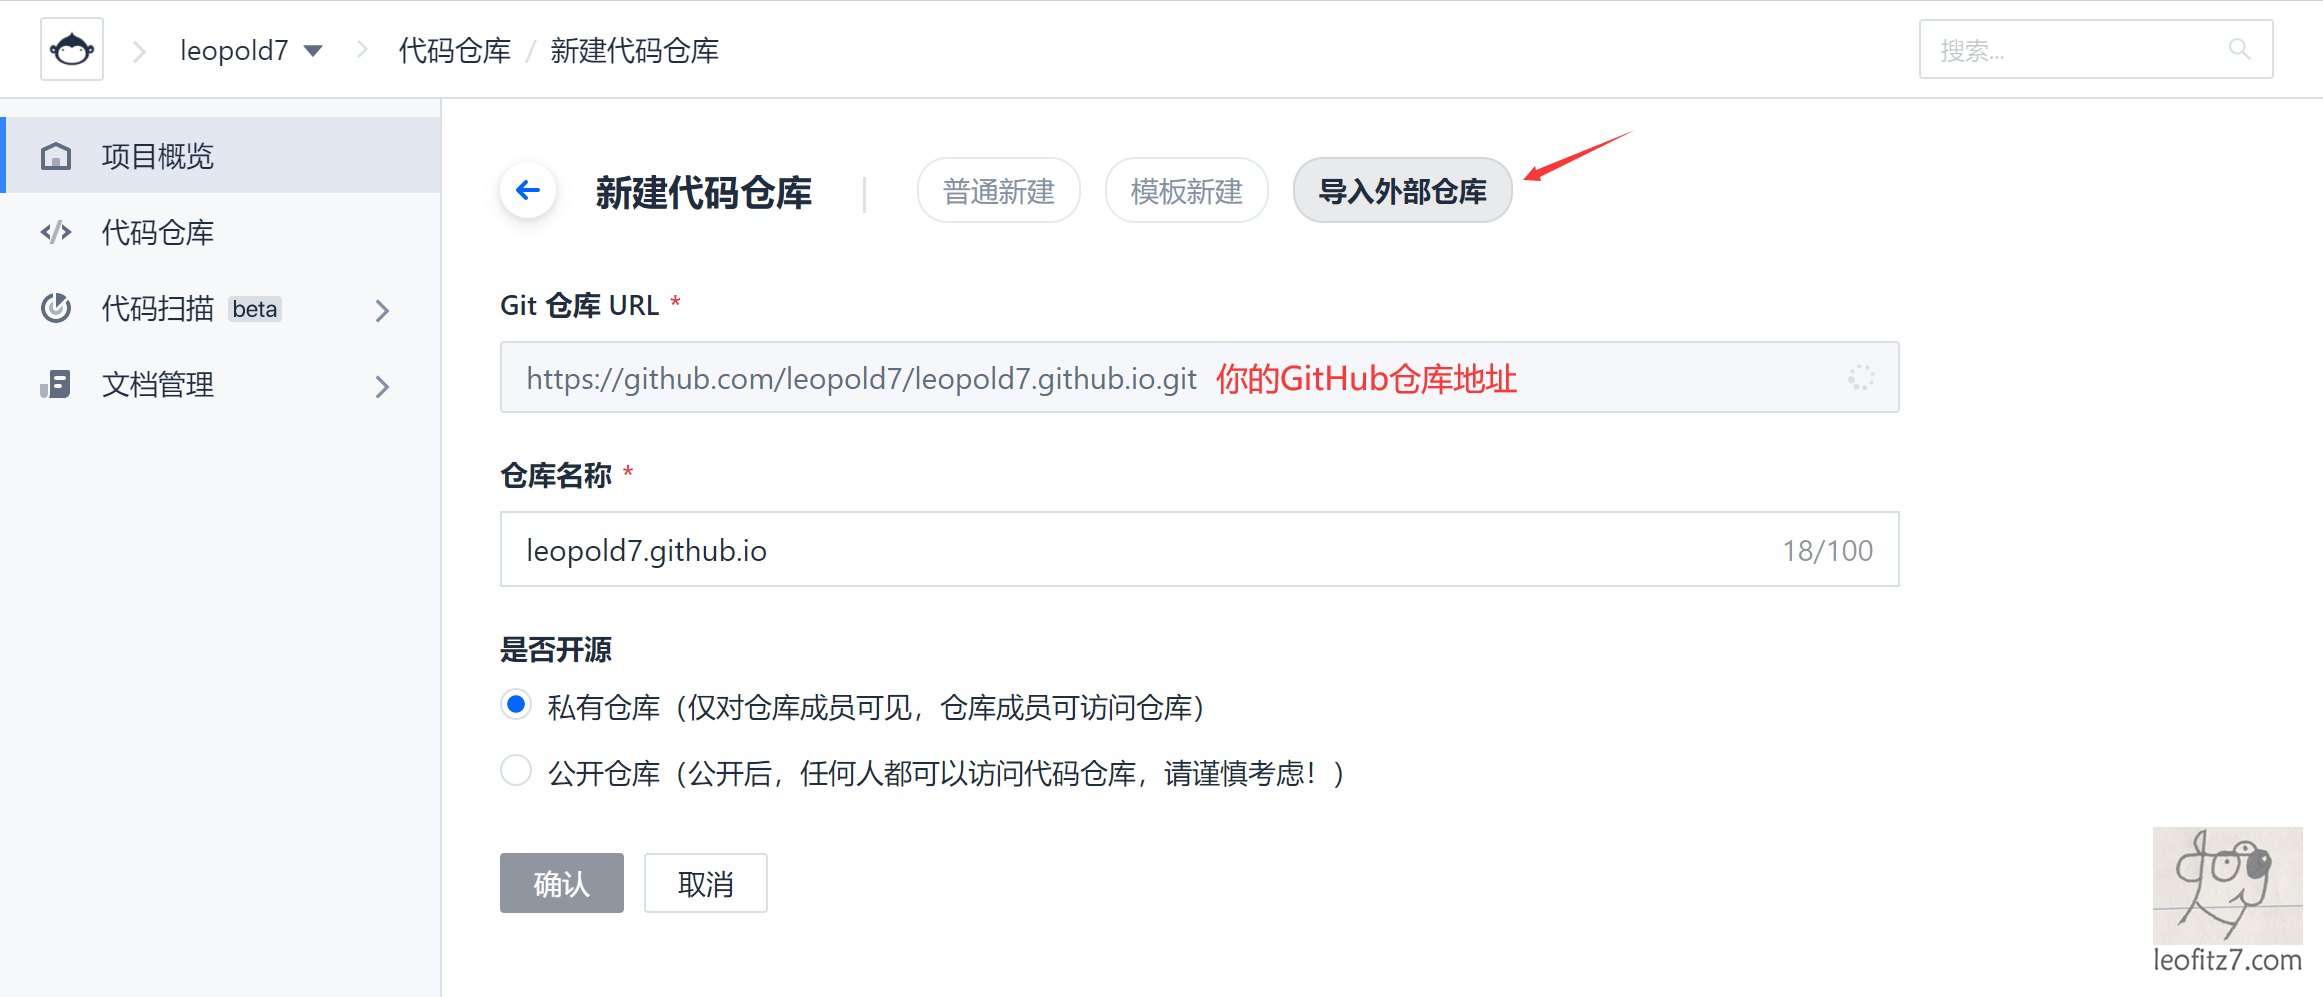 leopold7 代码仓库 / 新建代码仓库
搜索...
项目概览
代码仓库
代码扫描 beta
文档管理
新建代码仓库 | 普通新建 模板新建 导入外部仓库
Git 仓库 URL *
https://github.com/leopold7/leopold7.github.io.git 你的GitHub仓库地址
仓库名称 *
leopold7.github.io 18/100
是否开源
私有仓库（仅对仓库成员可见，仓库成员可访问仓库）
公开仓库（公开后，任何人都可以访问代码仓库，请谨慎考虑！）
确认 取消
dog
leofitz7.com